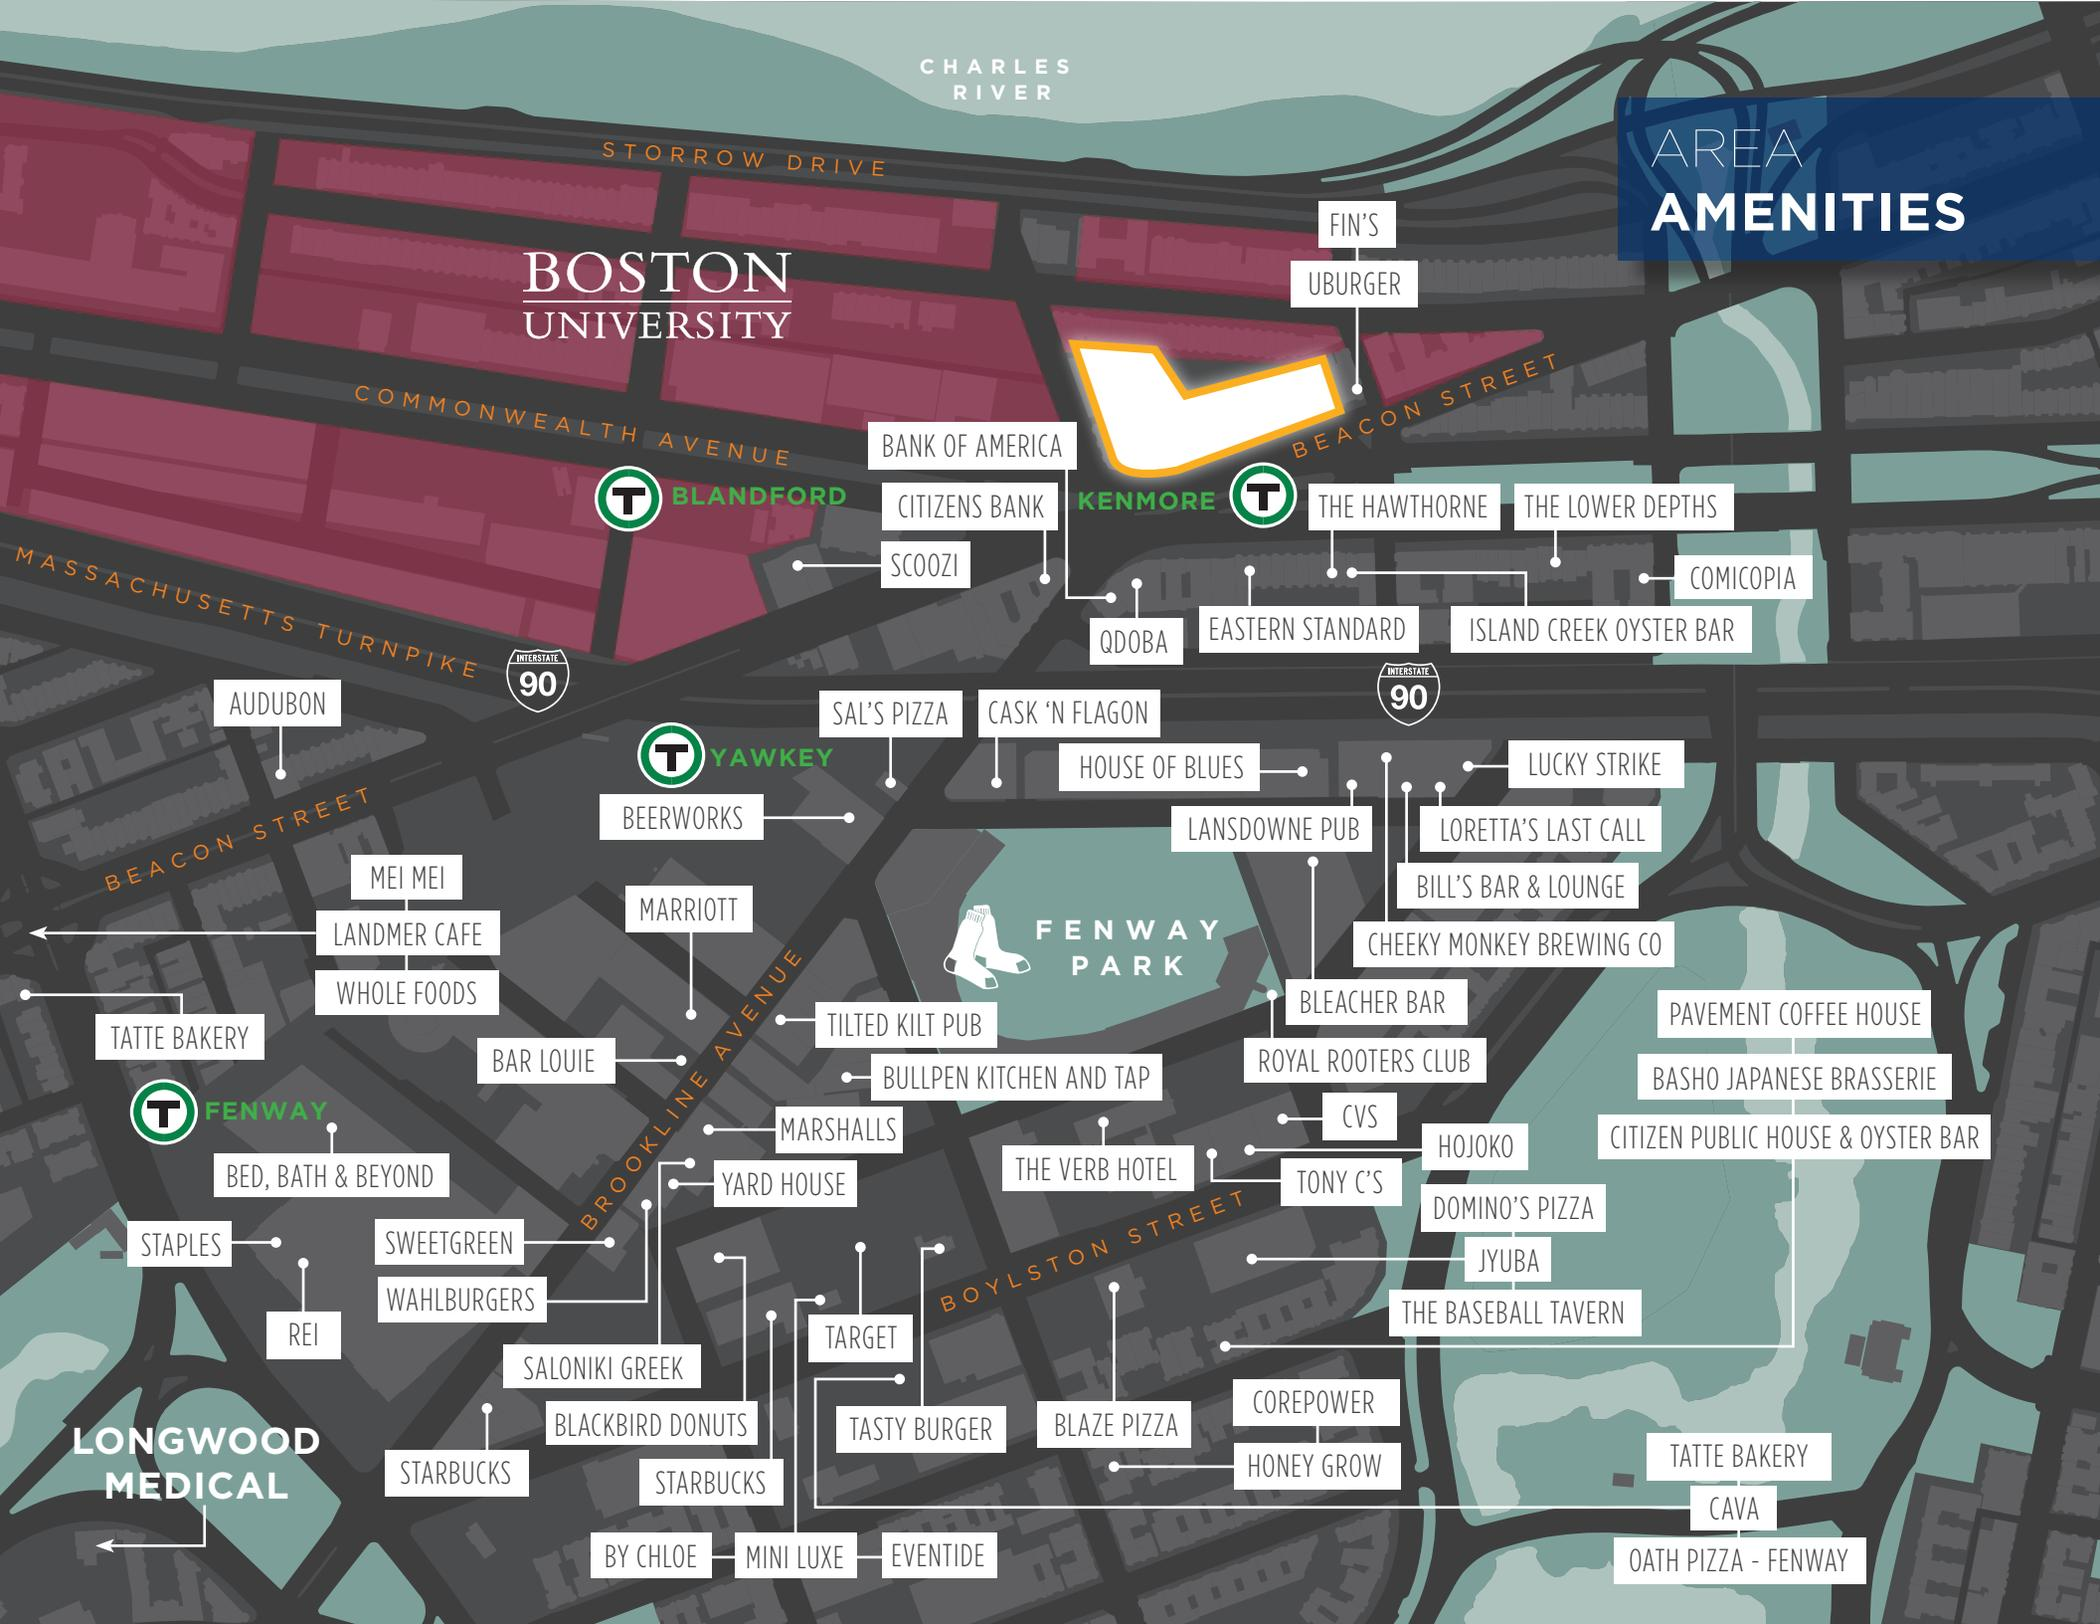 CHARLES
RIVER
AREA
AMENITIES
STORROW DRIVE
FIN'S
UBURGER
BOSTON
UNIVERSITY
COMMONWEALTH AVENUE
BEACON STREET
BANK OF AMERICA
BLANDFORD
T
CITIZENS BANK
KENMORE
T
THE HAWTHORNE
THE LOWER DEPTHS
SCOOZI
COMICOPIA
MASSACHUSETTS TURNPIKE
QDOBA
EASTERN STANDARD
ISLAND CREEK OYSTER BAR
INTERSTATE
90
INTERSTATE
90
AUDUBON
SAL'S PIZZA
CASK 'N FLAGON
T
YAWKEY
HOUSE OF BLUES
LUCKY STRIKE
BEERWORKS
LANSDOWNE PUB
LORETTA'S LAST CALL
BEACON STREET
MEI MEI
BILL'S BAR & LOUNGE
MARRIOTT
LANDMER CAFE
FENWAY
PARK
CHEEKY MONKEY BREWING CO
WHOLE FOODS
BLEACHER BAR
PAVEMENT COFFEE HOUSE
TATTE BAKERY
TILTED KILT PUB
BROOKLINE AVENUE
BAR LOUIE
ROYAL ROOTERS CLUB
BULLPEN KITCHEN AND TAP
BASHO JAPANESE BRASSERIE
T
FENWAY
MARSHALLS
CVS
CITIZEN PUBLIC HOUSE & OYSTER BAR
HOJOKO
BED, BATH & BEYOND
YARD HOUSE
THE VERB HOTEL
TONY C'S
DOMINO'S PIZZA
STAPLES
SWEETGREEN
BOYLSTON STREET
JYUBA
WAHLBURGERS
THE BASEBALL TAVERN
REI
TARGET
SALONIKI GREEK
COREPOWER
BLACKBIRD DONUTS
TASTY BURGER
BLAZE PIZZA
LONGWOOD
MEDICAL
STARBUCKS
STARBUCKS
HONEY GROW
TATTE BAKERY
CAVA
BY CHLOE
MINI LUXE
EVENTIDE
OATH PIZZA - FENWAY